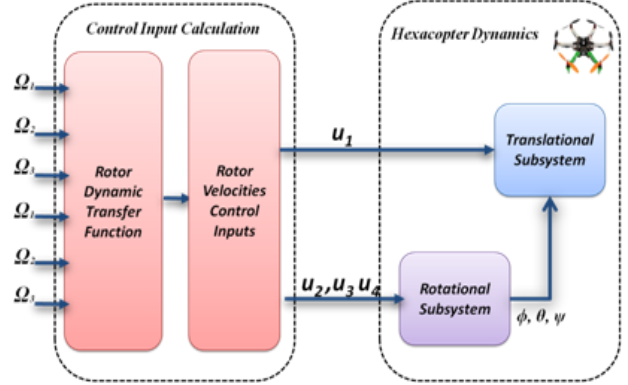 Control Input Calculation
Hexacopter Dynamics
Ω₁
Ω₂
Ω₃
Ω₁
Ω₂
Ω₃
Rotor
Dynamic
Transfer
Function
Rotor
Velocities
Control
Inputs
u₁
u₂,u₃ u₄
Translational
Subsystem
Rotational
Subsystem
ϕ, θ, ψ